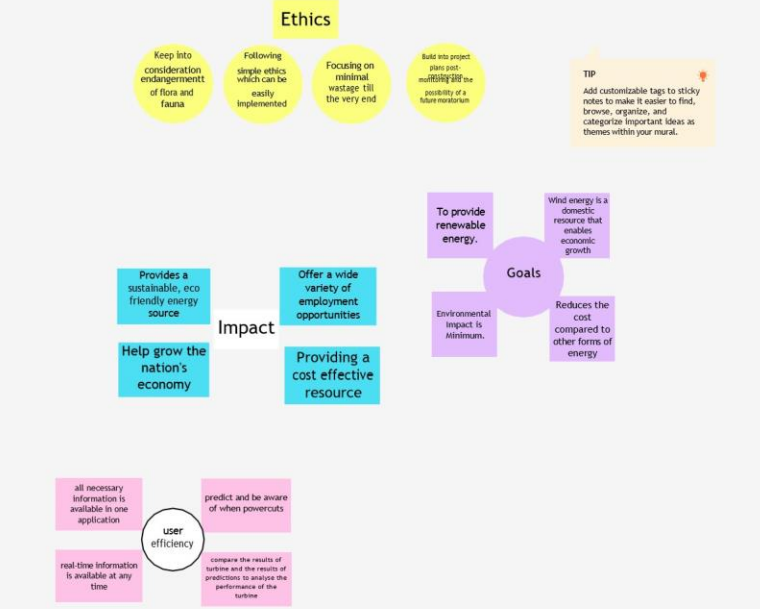 Ethics
Keep into
consideration
endangermentt
of flora and
fauna
Following
simple ethics
which can be
easily
implemented
Focusing on
minimal
wastage till
the very end
Build into project
plans post-
construction
monitoring and the
possibility of a
future moratorium
TIP
Add customizable tags to sticky
notes to make it easier to find,
browse, organize, and
categorize important ideas as
themes within your mural.
To provide
renewable
energy.
Wind energy is a
domestic
resource that
enables
economic
growth
Goals
Environmental
Impact is
Minimum.
Reduces the
cost
compared to
other forms of
energy
Provides a
sustainable, eco
friendly energy
source
Offer a wide
variety of
employment
opportunities
Impact
Help grow the
nation's
economy
Providing a
cost effective
resource
all necessary
information is
available in one
application
predict and be aware
of when powercuts
user
efficiency
real-time information
is available at any
time
compare the results of
turbine and the results of
predictions to analyse the
performance of the
turbine